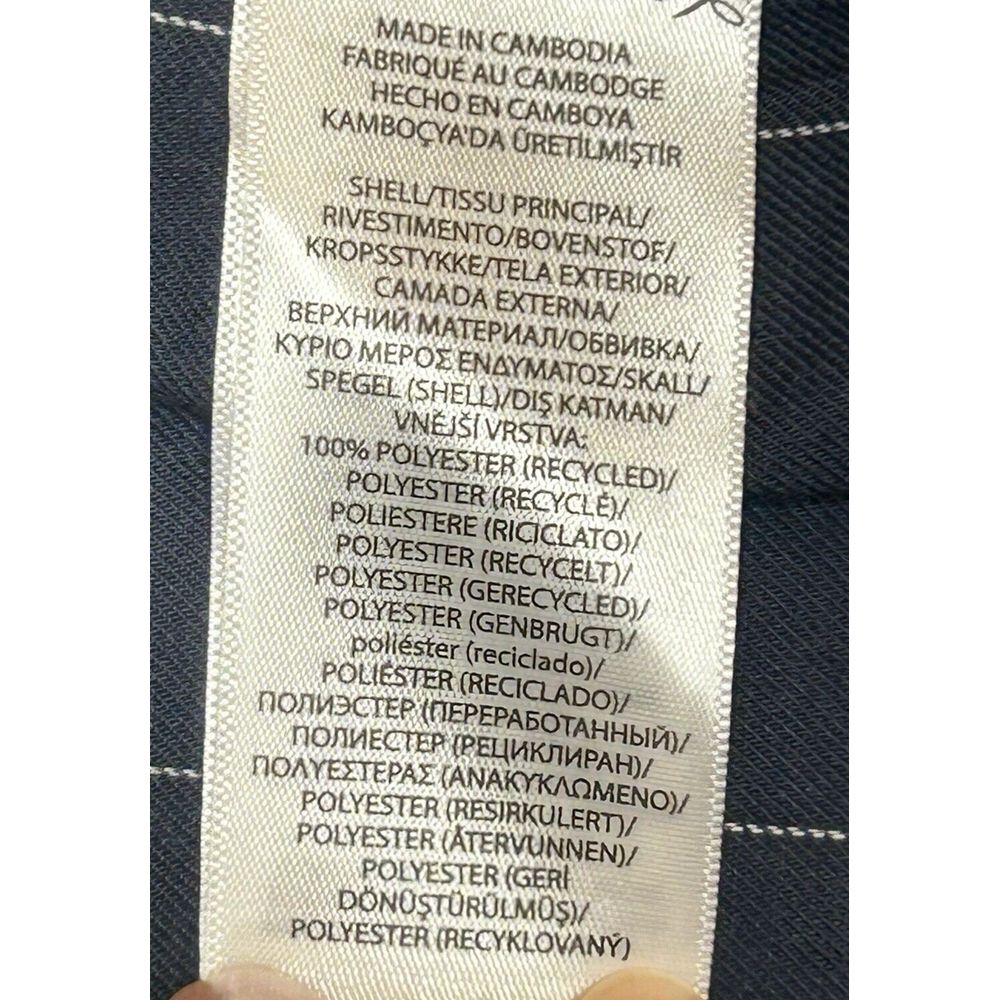 MADE IN CAMBODIA
FABRIQUÉ AU CAMBODGE
HECHO EN CAMBOYA
KAMBOÇYA'DA ÜRETİLMİŞTİR
SHELL/TISSU PRINCIPAL/
RIVESTIMENTO/BOVENSTOF/
KROPSSTYKKE/TELA EXTERIOR/
CAMADA EXTERNA/
ВЕРХНИЙ МАТЕРИАЛ/ОБВИВКА/
ΚΥΡΙΟ ΜΕΡΟΣ ΕΝΔΥΜΑΤΟΣ/SKALL/
SPEGEL (SHELL)/DIŞ KATMAN/
VNĚJŠÍ VRSTVA:
100% POLYESTER (RECYCLED)/
POLYESTER (RECYCLÉ)/
POLIESTERE (RICICLATO)/
POLYESTER (RECYCELT)/
POLYESTER (GERECYCLED)/
POLYESTER (GENBRUGT)/
poliéster (reciclado)/
POLIÉSTER (RECICLADO)/
ПОЛИЭСТЕР (ПЕРЕРАБОТАННЫЙ)/
ПОЛИЕСТЕР (РЕЦИКЛИРАН)/
ΠΟΛΥΕΣΤΕΡΑΣ (ΑΝΑΚΥΚΛΩΜΕΝΟ)/
POLYESTER (RESIRKULERT)/
POLYESTER (ÅTERVUNNEN)/
POLYESTER (GERİ
DÖNÜŞTÜRÜLMÜŞ)/
POLYESTER (RECYKLOVANÝ)